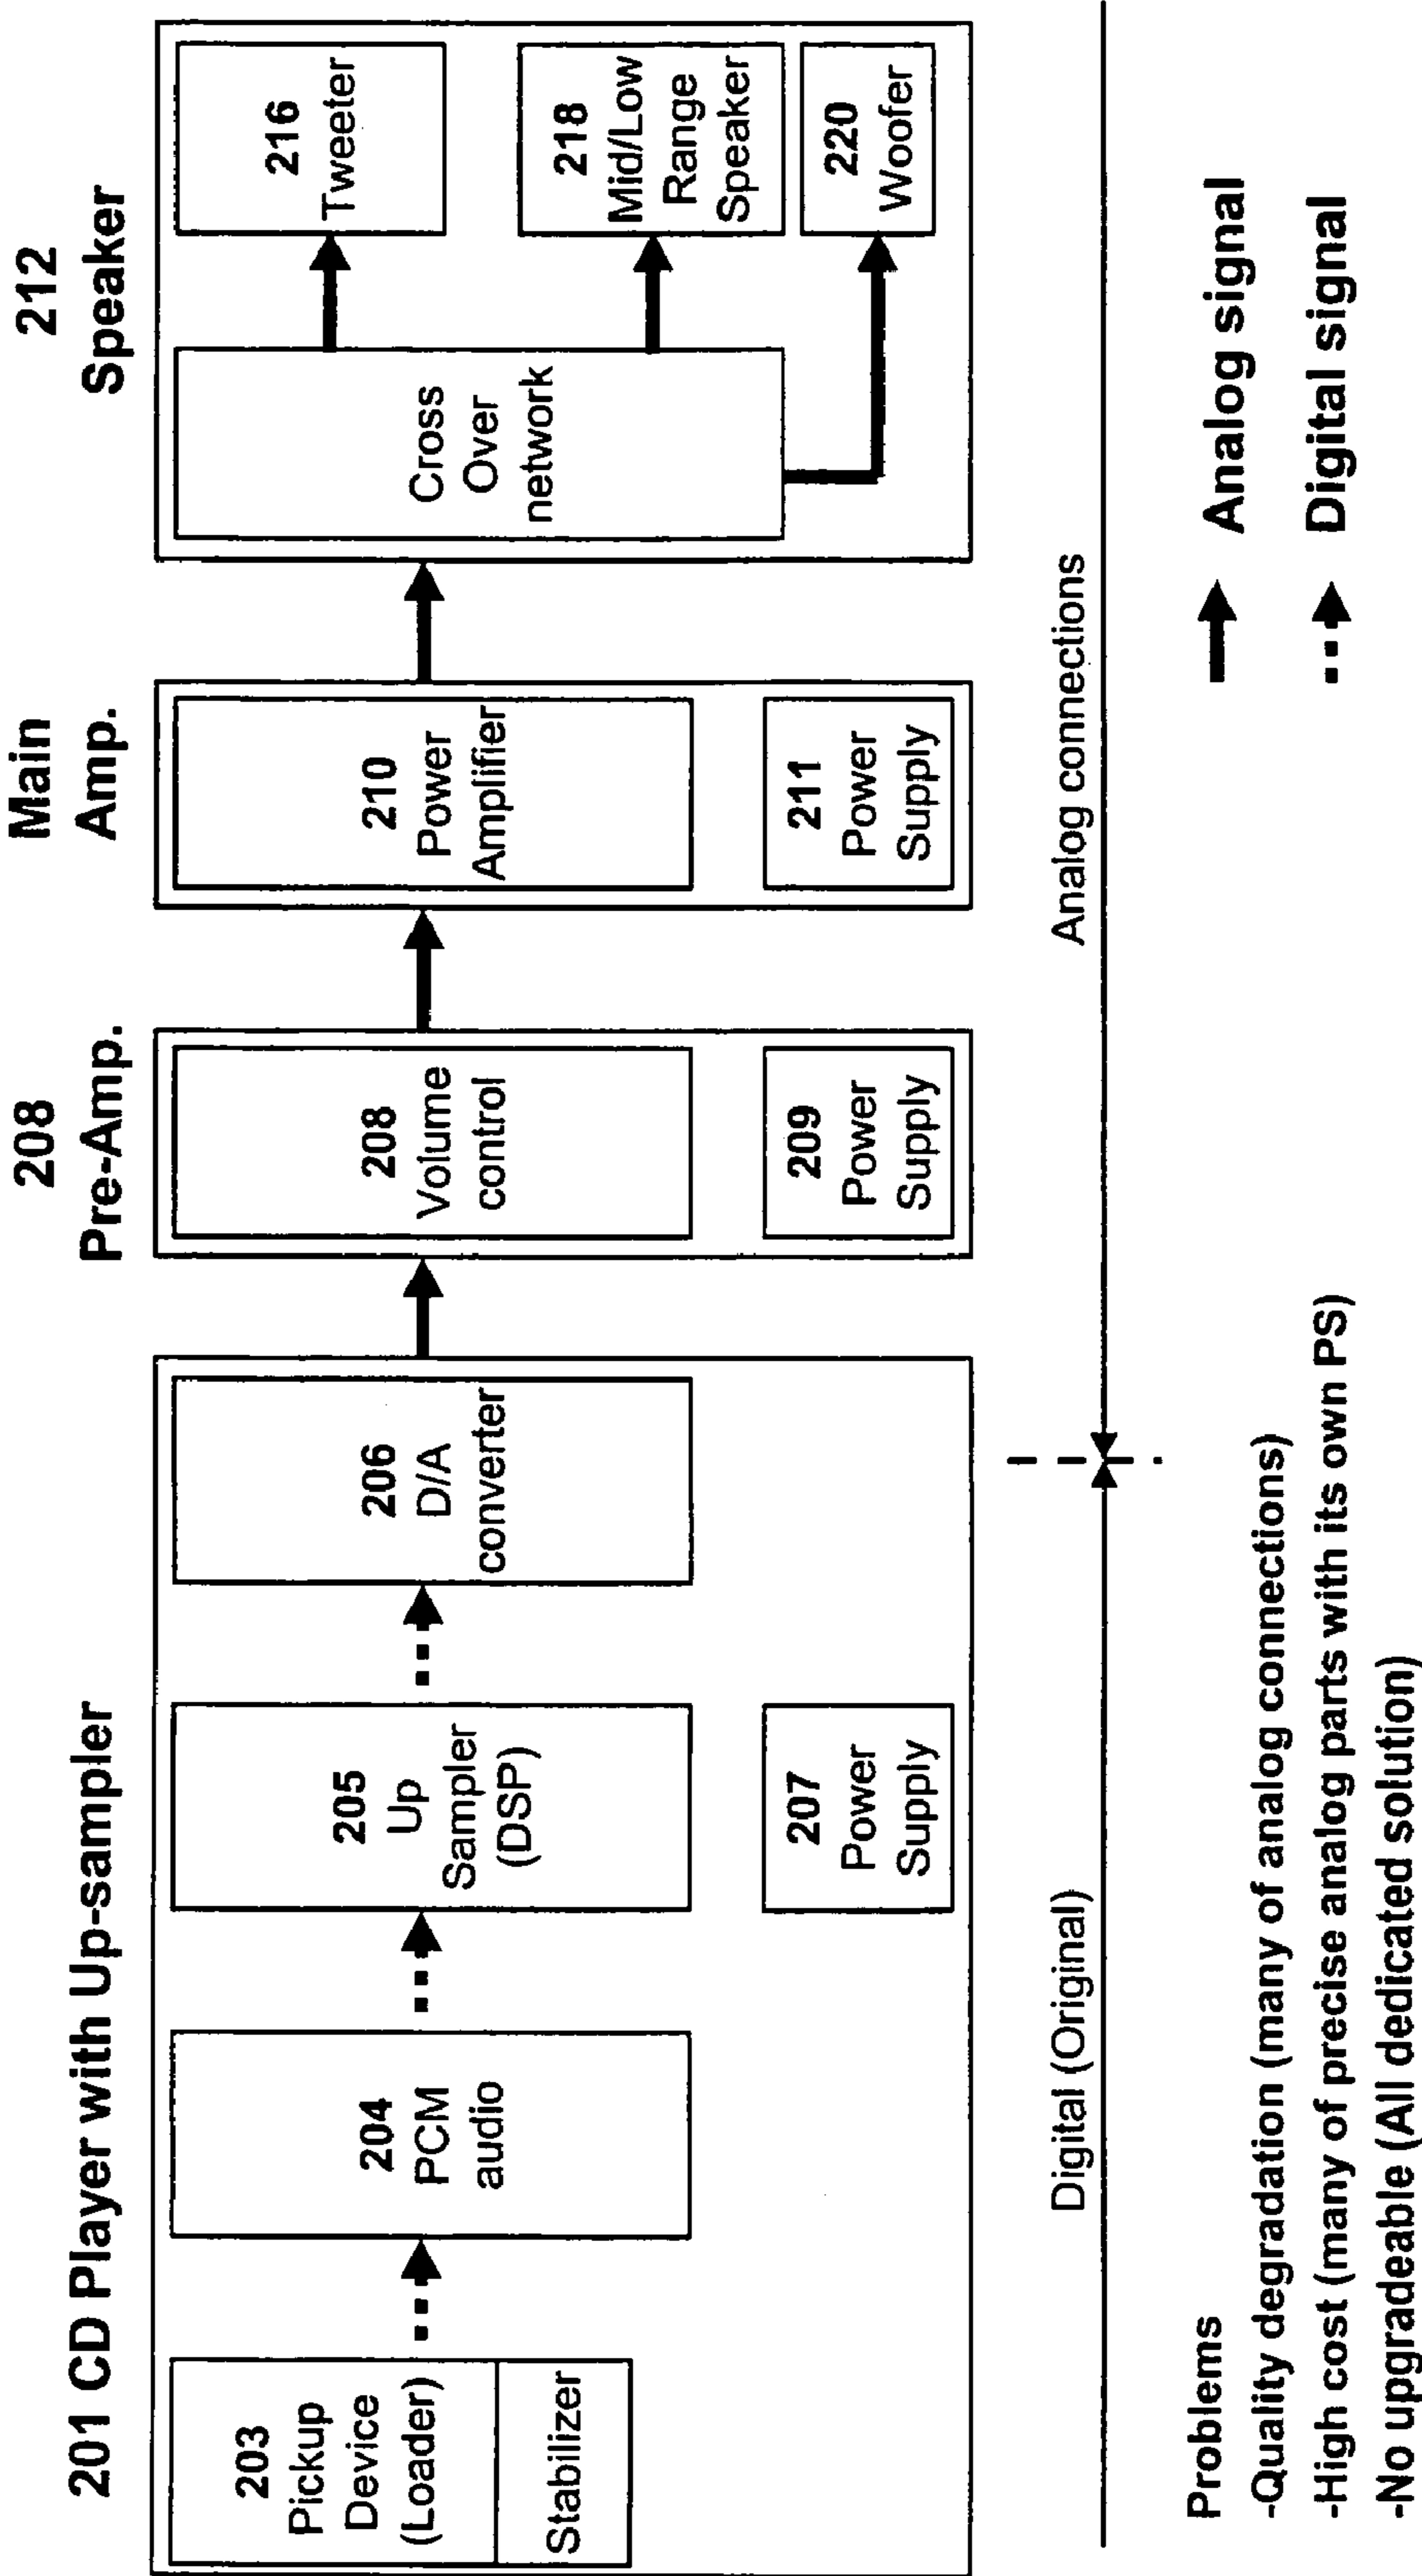 201 CD Player with Up-sampler
203
Pickup
Device
(Loader)
Stabilizer
204
PCM
audio
205
Up
Sampler
(DSP)
206
D/A
converter
207
Power
Supply
208
Pre-Amp.
208
Volume
control
209
Power
Supply
Main
Amp.
210
Power
Amplifier
211
Power
Supply
212
Speaker
Cross
Over
network
216
Tweeter
218
Mid/Low
Range
Speaker
220
Woofer
Digital (Original)
Analog connections
Analog signal
Digital signal
Problems
-Quality degradation (many of analog connections)
-High cost (many of precise analog parts with its own PS)
-No upgradeable (All dedicated solution)